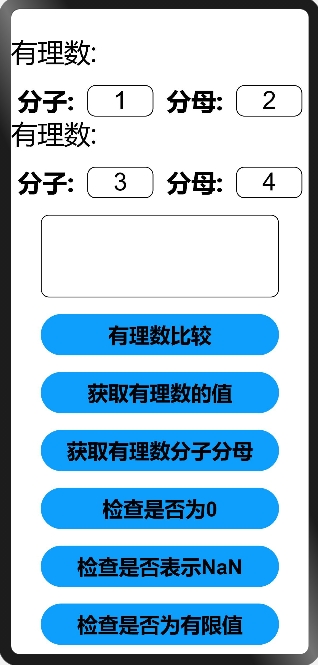 有理数:
分子: 1 分母: 2
有理数:
分子: 3 分母: 4
有理数比较
获取有理数的值
获取有理数分子分母
检查是否为0
检查是否表示NaN
检查是否为有限值